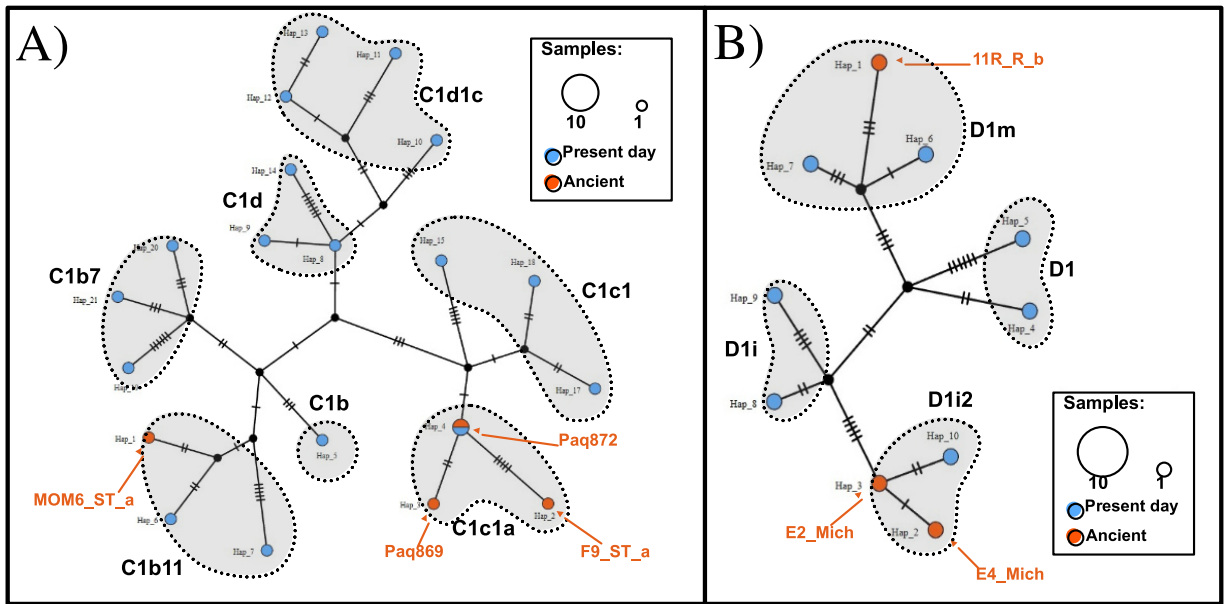 A)
Hap_13
Hap_11
Hap_12
C1d1c
Hap_10
Samples:
10
1
Present day
Ancient
Hap_14
C1d
Hap_9
Hap_8
Hap_20
C1b7
Hap_21
Hap_15
Hap_18
C1c1
Hap_17
C1b
Hap_5
Hap_1
MOM6_ST_a
Hap_6
Hap_7
C1b11
Hap_4
Paq872
Hap_2
C1c1a
Paq869
F9_ST_a
B)
Hap_1
11R_R_b
Hap_6
D1m
Hap_7
Hap_5
D1
Hap_4
Hap_9
D1i
Hap_8
D1i2
Hap_10
Hap_3
E2_Mich
Hap_2
E4_Mich
Samples:
10
1
Present day
Ancient